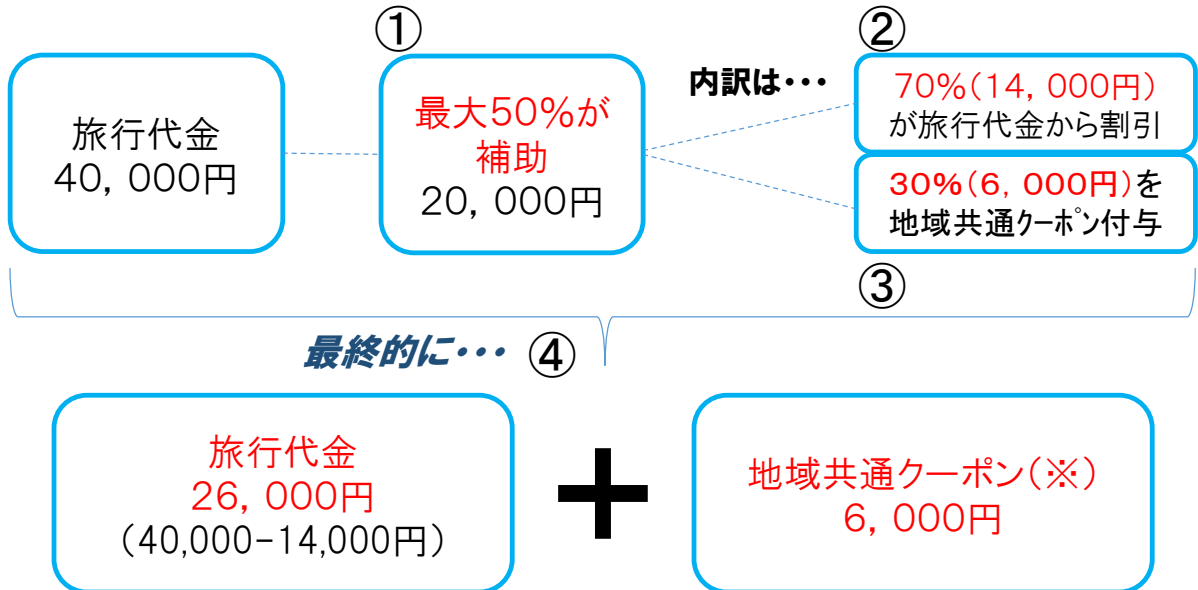 ①
②
旅行代金
40,000円
最大50%が
補助
20,000円
内訳は・・・
70%(14,000円)
が旅行代金から割引
30%(6,000円)を
地域共通クーポン付与
③
最終的に・・・ ④
旅行代金
26,000円
(40,000-14,000円)
+
地域共通クーポン(※)
6,000円